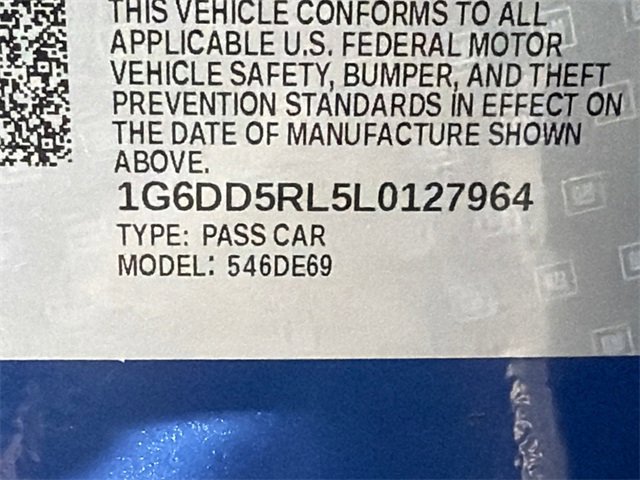 THIS VEHICLE CONFORMS TO ALL
APPLICABLE U.S. FEDERAL MOTOR
VEHICLE SAFETY, BUMPER, AND THEFT
PREVENTION STANDARDS IN EFFECT ON
THE DATE OF MANUFACTURE SHOWN
ABOVE.
1G6DD5RL5L0127964
TYPE: PASS CAR
MODEL: 546DE69